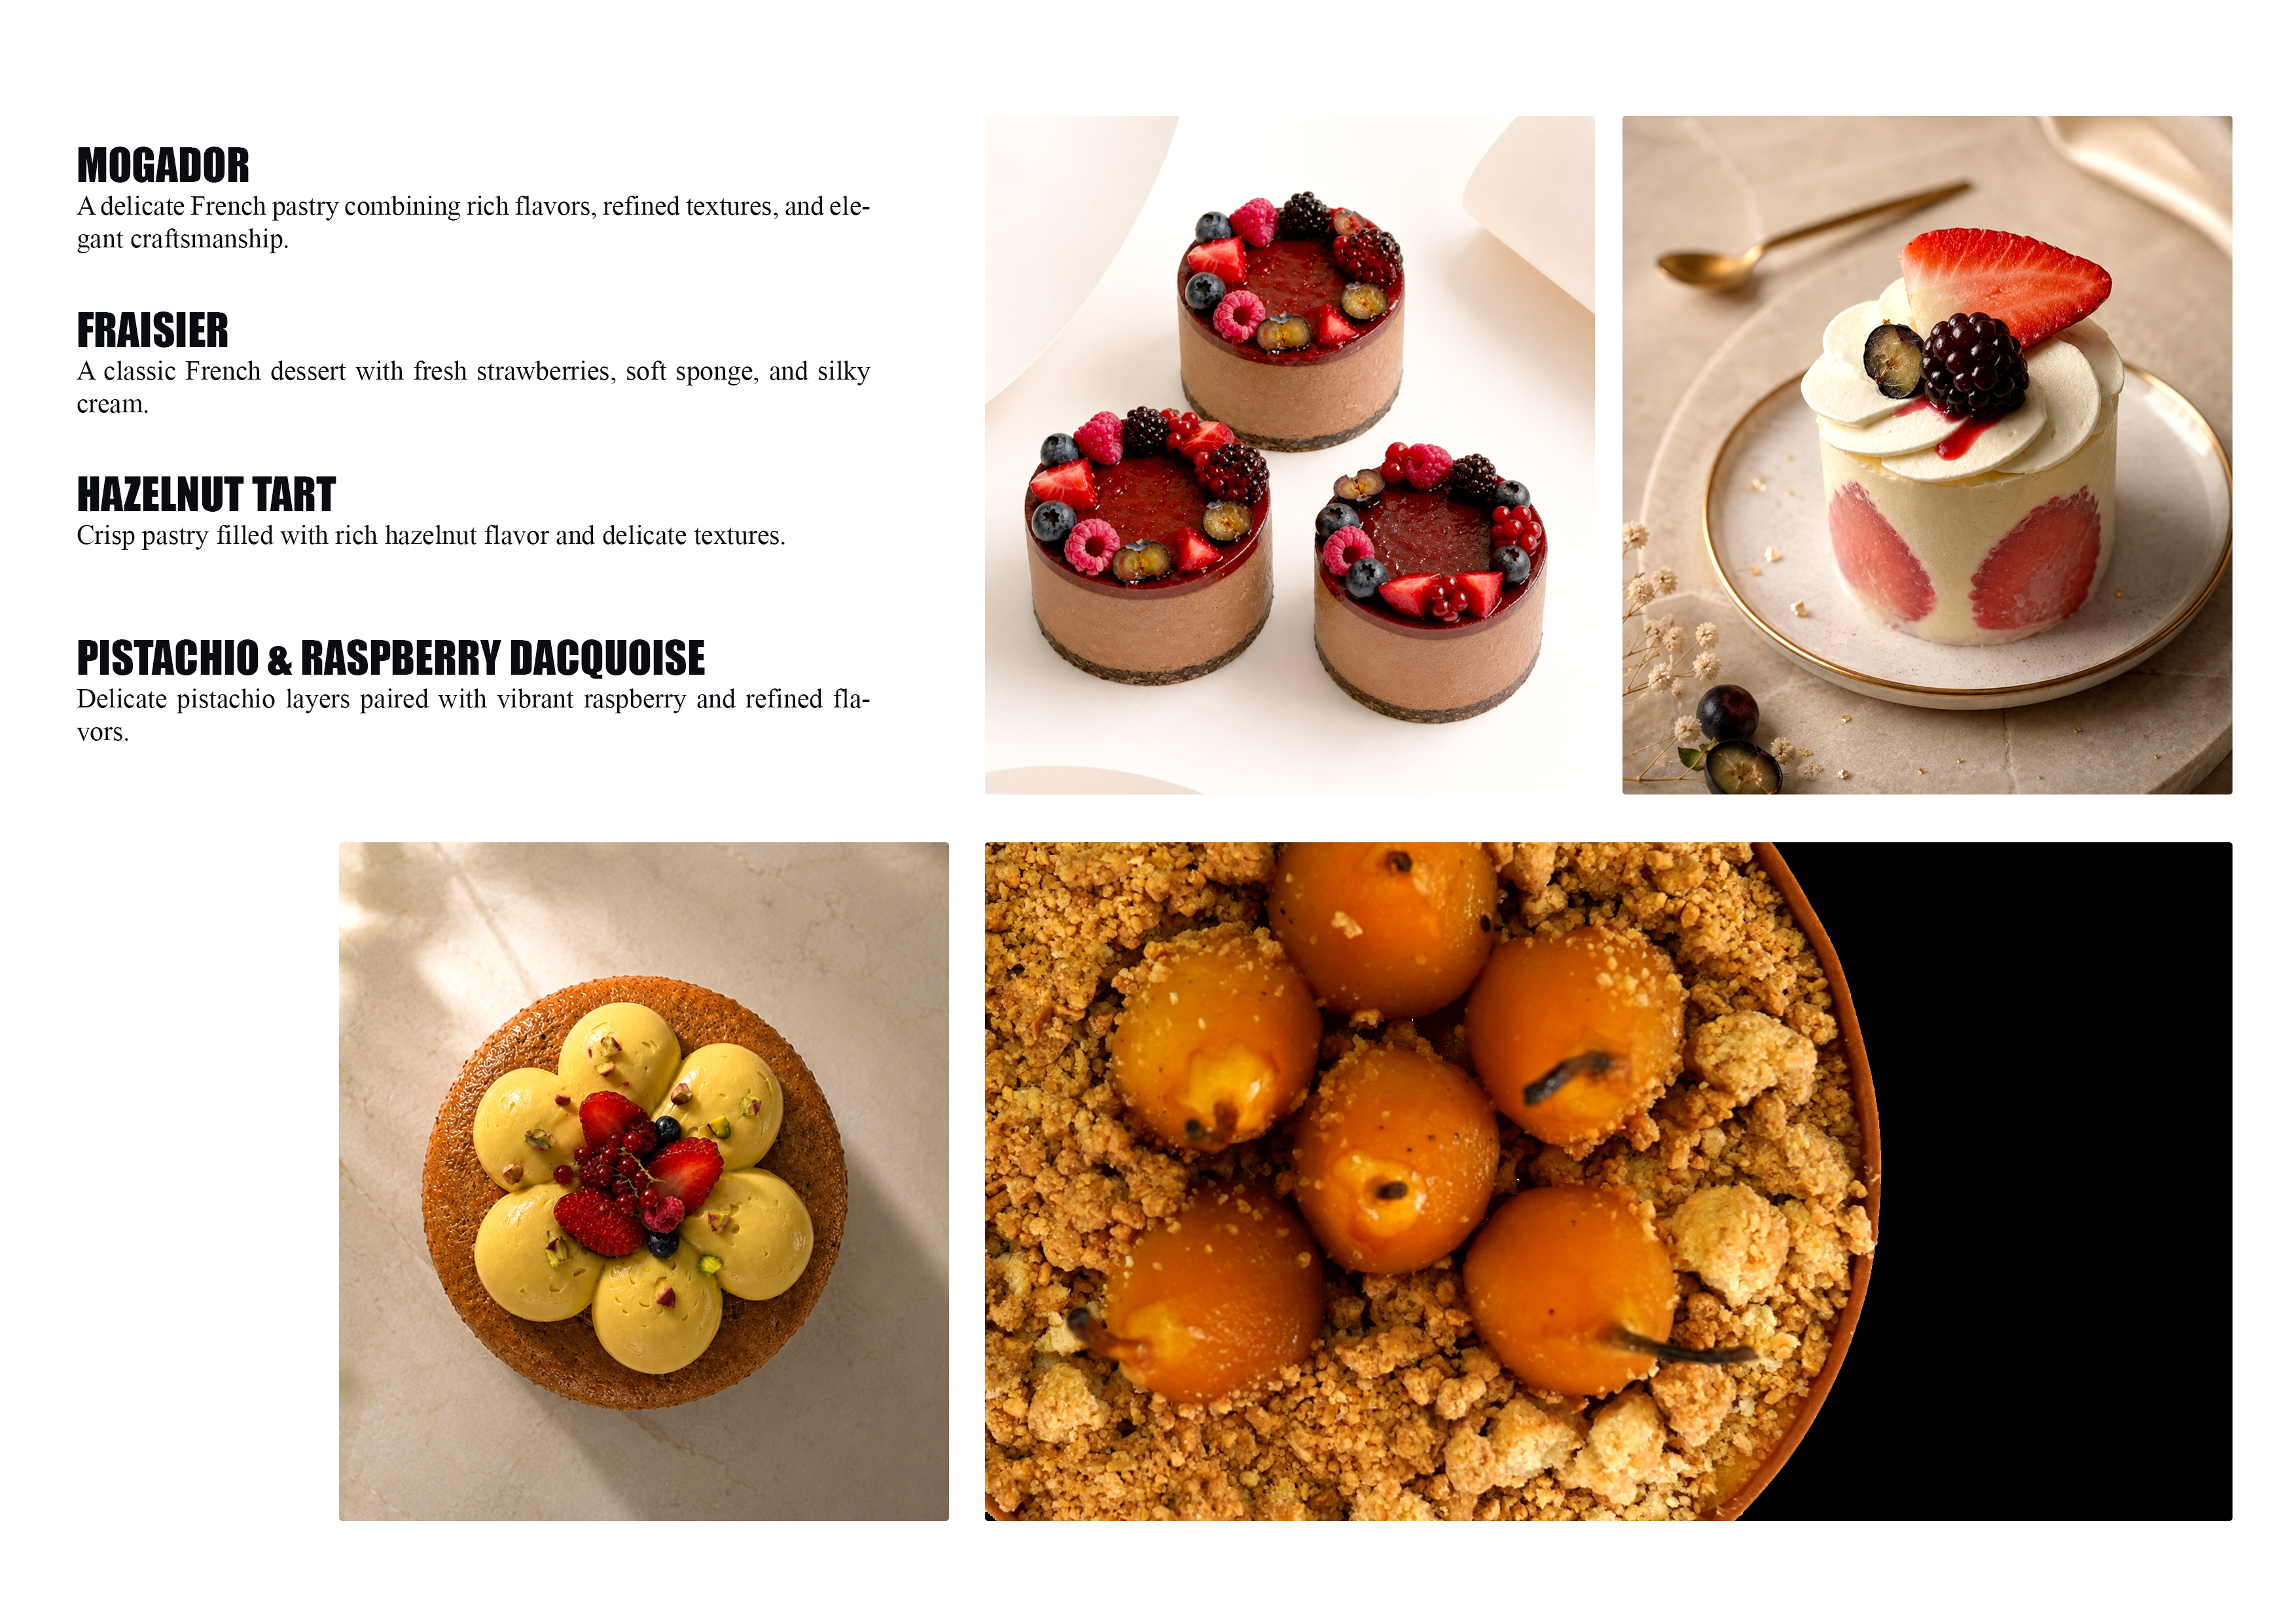 MOGADOR
A delicate French pastry combining rich flavors, refined textures, and ele-
gant craftsmanship.
FRAISIER
A classic French dessert with fresh strawberries, soft sponge, and silky
cream.
HAZELNUT TART
Crisp pastry filled with rich hazelnut flavor and delicate textures.
PISTACHIO & RASPBERRY DACQUOISE
Delicate pistachio layers paired with vibrant raspberry and refined fla-
vors.